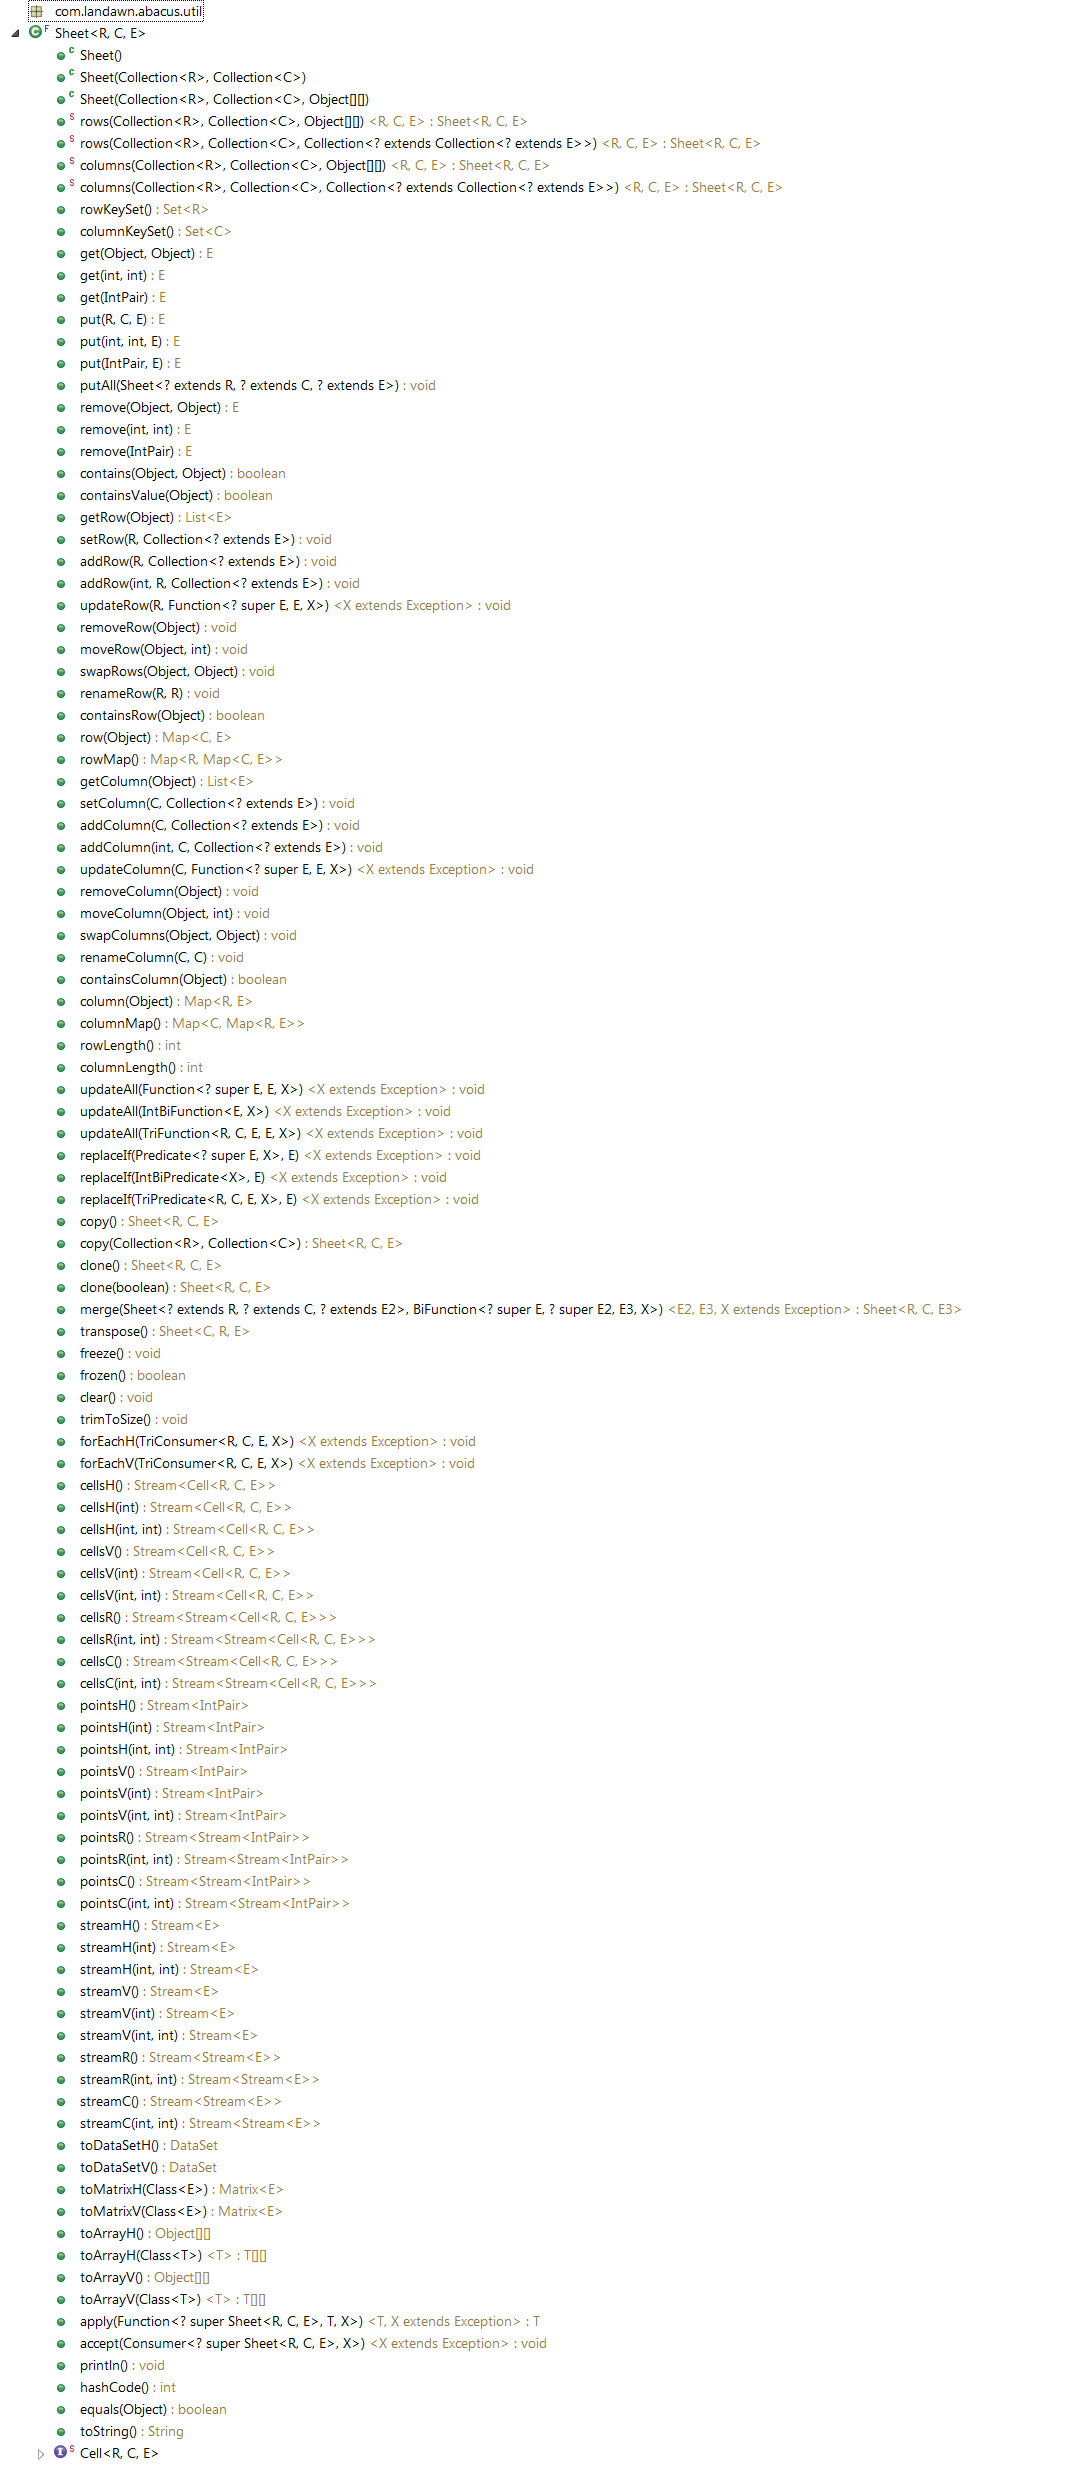 com.landawn.abacus.util
Sheet<R, C, E>
Sheet()
Sheet(Collection<R>, Collection<C>)
Sheet(Collection<R>, Collection<C>, Object[][])
rows(Collection<R>, Collection<C>, Object[][]) <R, C, E> : Sheet<R, C, E>
rows(Collection<R>, Collection<C>, Collection<? extends Collection<? extends E>>) <R, C, E> : Sheet<R, C, E>
columns(Collection<R>, Collection<C>, Object[][]) <R, C, E> : Sheet<R, C, E>
columns(Collection<R>, Collection<C>, Collection<? extends Collection<? extends E>>) <R, C, E> : Sheet<R, C, E>
rowKeySet() : Set<R>
columnKeySet() : Set<C>
get(Object, Object) : E
get(int, int) : E
get(IntPair) : E
put(R, C, E) : E
put(int, int, E) : E
put(IntPair, E) : E
putAll(Sheet<? extends R, ? extends C, ? extends E>) : void
remove(Object, Object) : E
remove(int, int) : E
remove(IntPair) : E
contains(Object, Object) : boolean
containsValue(Object) : boolean
getRow(Object) : List<E>
setRow(R, Collection<? extends E>) : void
addRow(R, Collection<? extends E>) : void
addRow(int, R, Collection<? extends E>) : void
updateRow(R, Function<? super E, E, X>) <X extends Exception> : void
removeRow(Object) : void
moveRow(Object, int) : void
swapRows(Object, Object) : void
renameRow(R, R) : void
containsRow(Object) : boolean
row(Object) : Map<C, E>
rowMap() : Map<R, Map<C, E>>
getColumn(Object) : List<E>
setColumn(C, Collection<? extends E>) : void
addColumn(C, Collection<? extends E>) : void
addColumn(int, C, Collection<? extends E>) : void
updateColumn(C, Function<? super E, E, X>) <X extends Exception> : void
removeColumn(Object) : void
moveColumn(Object, int) : void
swapColumns(Object, Object) : void
renameColumn(C, C) : void
containsColumn(Object) : boolean
column(Object) : Map<R, E>
columnMap() : Map<C, Map<R, E>>
rowLength() : int
columnLength() : int
updateAll(Function<? super E, E, X>) <X extends Exception> : void
updateAll(IntBiFunction<E, X>) <X extends Exception> : void
updateAll(TriFunction<R, C, E, E, X>) <X extends Exception> : void
replaceIf(Predicate<? super E, X>, E) <X extends Exception> : void
replaceIf(IntBiPredicate<X>, E) <X extends Exception> : void
replaceIf(TriPredicate<R, C, E, X>, E) <X extends Exception> : void
copy() : Sheet<R, C, E>
copy(Collection<R>, Collection<C>) : Sheet<R, C, E>
clone() : Sheet<R, C, E>
clone(boolean) : Sheet<R, C, E>
merge(Sheet<? extends R, ? extends C, ? extends E2>, BiFunction<? super E, ? super E2, E3, X>) <E2, E3, X extends Exception> : Sheet<R, C, E3>
transpose() : Sheet<C, R, E>
freeze() : void
frozen() : boolean
clear() : void
trimToSize() : void
forEachH(TriConsumer<R, C, E, X>) <X extends Exception> : void
forEachV(TriConsumer<R, C, E, X>) <X extends Exception> : void
cellsH() : Stream<Cell<R, C, E>>
cellsH(int) : Stream<Cell<R, C, E>>
cellsH(int, int) : Stream<Cell<R, C, E>>
cellsV() : Stream<Cell<R, C, E>>
cellsV(int) : Stream<Cell<R, C, E>>
cellsV(int, int) : Stream<Cell<R, C, E>>
cellsR() : Stream<Stream<Cell<R, C, E>>>
cellsR(int, int) : Stream<Stream<Cell<R, C, E>>>
cellsC() : Stream<Stream<Cell<R, C, E>>>
cellsC(int, int) : Stream<Stream<Cell<R, C, E>>>
pointsH() : Stream<IntPair>
pointsH(int) : Stream<IntPair>
pointsH(int, int) : Stream<IntPair>
pointsV() : Stream<IntPair>
pointsV(int) : Stream<IntPair>
pointsV(int, int) : Stream<IntPair>
pointsR() : Stream<Stream<IntPair>>
pointsR(int, int) : Stream<Stream<IntPair>>
pointsC() : Stream<Stream<IntPair>>
pointsC(int, int) : Stream<Stream<IntPair>>
streamH() : Stream<E>
streamH(int) : Stream<E>
streamH(int, int) : Stream<E>
streamV() : Stream<E>
streamV(int) : Stream<E>
streamV(int, int) : Stream<E>
streamR() : Stream<Stream<E>>
streamR(int, int) : Stream<Stream<E>>
streamC() : Stream<Stream<E>>
streamC(int, int) : Stream<Stream<E>>
toDataSetH() : DataSet
toDataSetV() : DataSet
toMatrixH(Class<E>) : Matrix<E>
toMatrixV(Class<E>) : Matrix<E>
toArrayH() : Object[][]
toArrayH(Class<T>) <T> : T[][]
toArrayV() : Object[][]
toArrayV(Class<T>) <T> : T[][]
apply(Function<? super Sheet<R, C, E>, T, X>) <T, X extends Exception> : T
accept(Consumer<? super Sheet<R, C, E>, X>) <X extends Exception> : void
println() : void
hashCode() : int
equals(Object) : boolean
toString() : String
Cell<R, C, E>